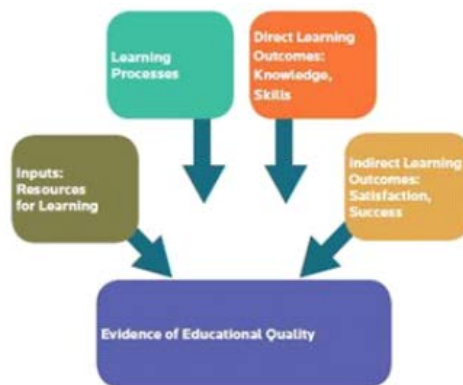 Learning
Processes
Direct Learning
Outcomes:
Knowledge,
Skills
Inputs:
Resources
for Learning
Indirect Learning
Outcomes:
Satisfaction,
Success
Evidence of Educational Quality